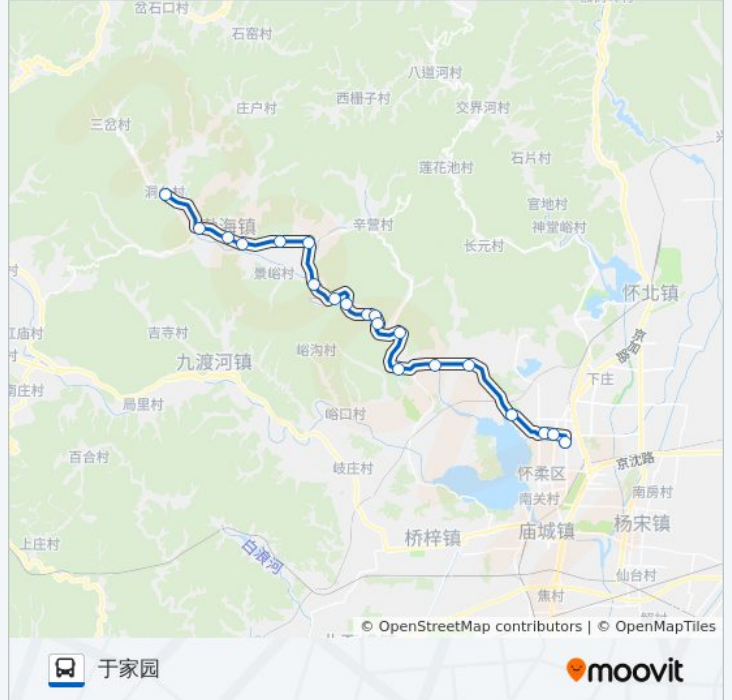 岔石口村
石窑村
八道河村
西栅子村
庄户村
交界河村
三岔村
石片村
莲花池村
官地村
辛营村
神堂峪村
长元村
景峪村
怀北镇
吉寺村
峪沟村
京加路
九渡河镇
下庄
局里村
峪口村
百合村
岐庄村
京沈路
怀柔区
南房村
南关村
庙城镇
杨宋镇
桥梓镇
上庄村
白浪河
仙台村
焦村
© OpenStreetMap contributors | © OpenMapTiles
于家园
moovit